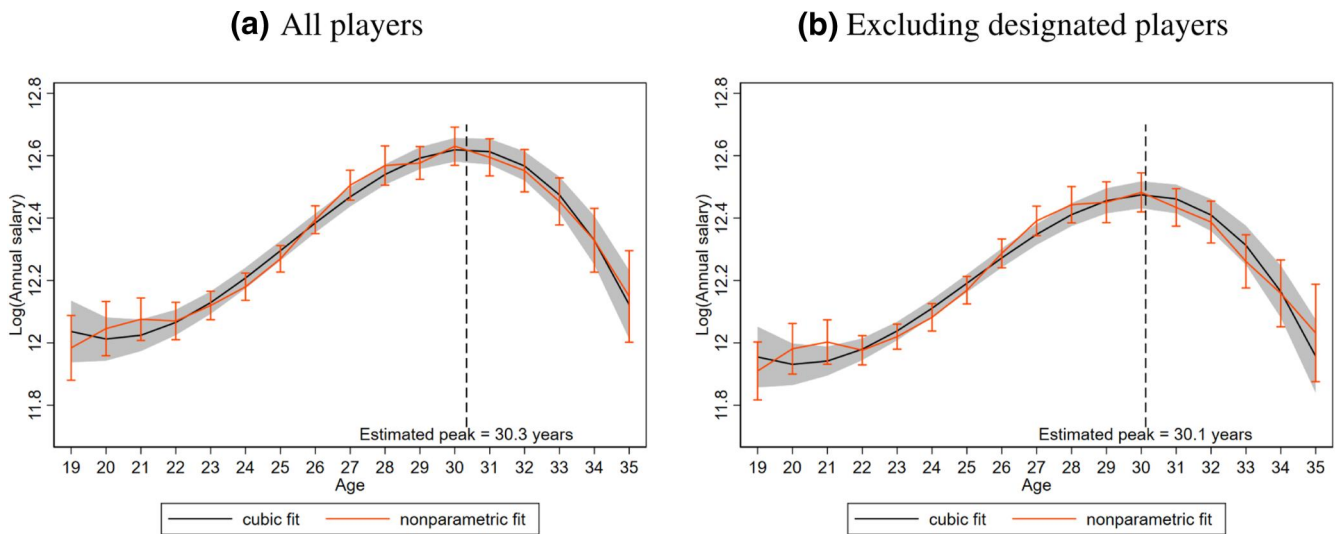 (a) All players
Log(Annual salary)
12.8
12.6
12.4
12.2
12
11.8
Estimated peak = 30.3 years
19 20 21 22 23 24 25 26 27 28 29 30 31 32 33 34 35
Age
cubic fit nonparametric fit
(b) Excluding designated players
Log(Annual salary)
12.8
12.6
12.4
12.2
12
11.8
Estimated peak = 30.1 years
19 20 21 22 23 24 25 26 27 28 29 30 31 32 33 34 35
Age
cubic fit nonparametric fit